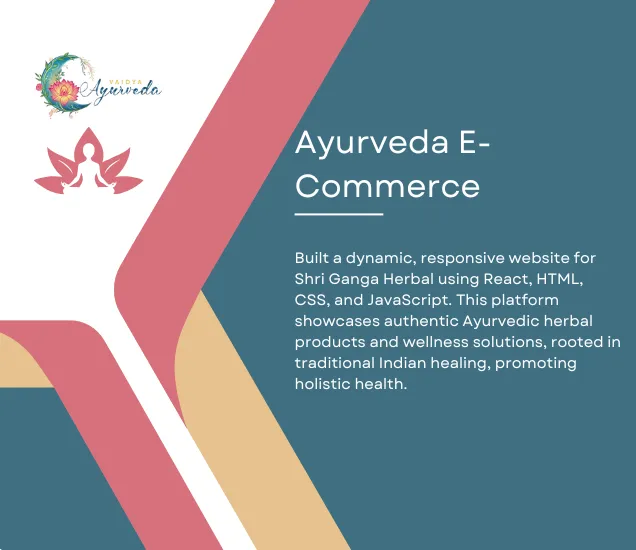 VAIDYA
Ayurveda
Ayurveda E-
Commerce
Built a dynamic, responsive website for
Shri Ganga Herbal using React, HTML,
CSS, and JavaScript. This platform
showcases authentic Ayurvedic herbal
products and wellness solutions, rooted in
traditional Indian healing, promoting
holistic health.